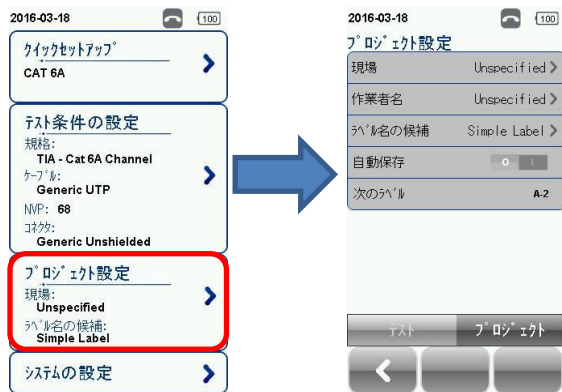 2016-03-18
100
クイックセットアップ
CAT 6A
テスト条件の設定
規格:
TIA - Cat 6A Channel
ケーブル:
Generic UTP
NVP: 68
コネクタ:
Generic Unshielded
プロジェクト設定
現場:
Unspecified
ラベル名の候補:
Simple Label
システムの設定
2016-03-18
100
プロジェクト設定
現場 Unspecified
作業者名 Unspecified
ラベル名の候補 Simple Label
自動保存 O I
次のラベル A-2
テスト プロジェクト